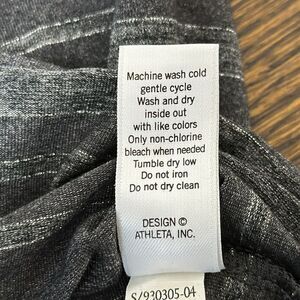 Machine wash cold
gentle cycle
Wash and dry
inside out
with like colors
Only non-chlorine
bleach when needed
Tumble dry low
Do not iron
Do not dry clean
DESIGN ©
ATHLETA, INC.
S/930305-04